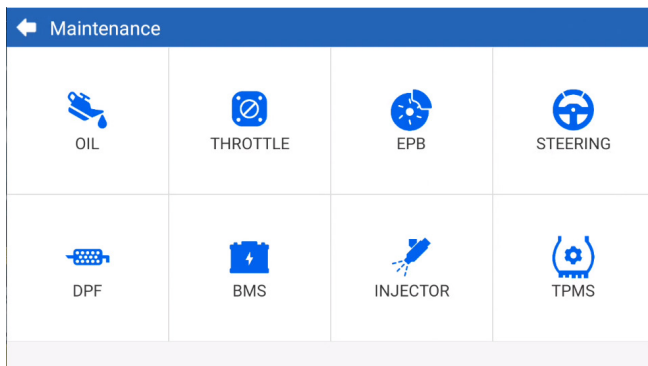 Maintenance
OIL
THROTTLE
EPB
STEERING
DPF
BMS
INJECTOR
TPMS